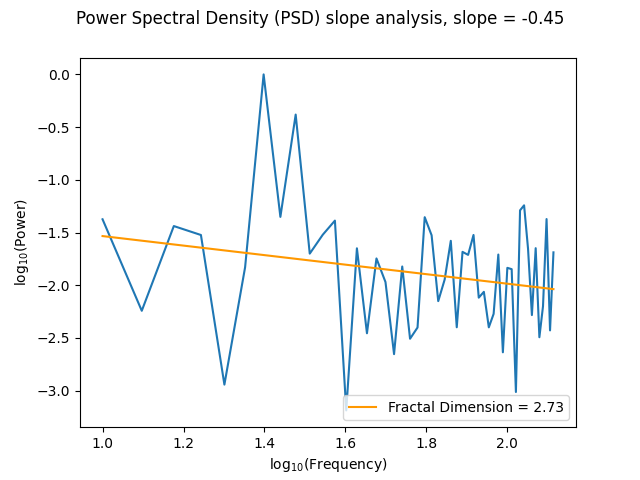 Power Spectral Density (PSD) slope analysis, slope = -0.45
0.0
−0.5
−1.0
−1.5
−2.0
−2.5
−3.0
log₁₀(Power)
Fractal Dimension = 2.73
1.0 1.2 1.4 1.6 1.8 2.0
log₁₀(Frequency)